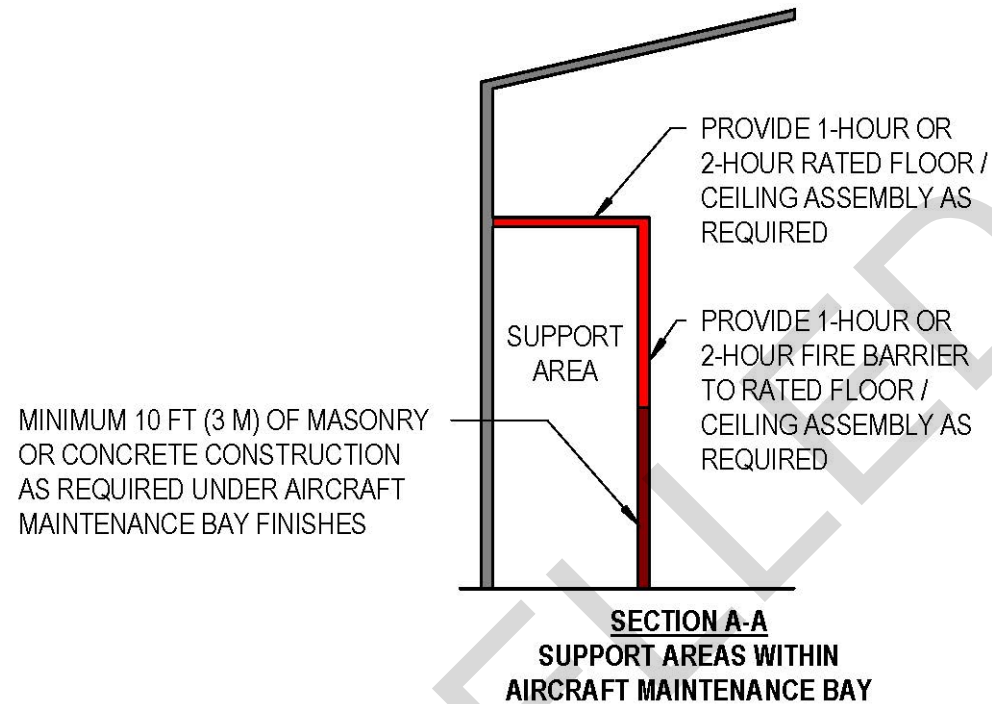 PROVIDE 1-HOUR OR
2-HOUR RATED FLOOR /
CEILING ASSEMBLY AS
REQUIRED
SUPPORT
AREA
PROVIDE 1-HOUR OR
2-HOUR FIRE BARRIER
TO RATED FLOOR /
CEILING ASSEMBLY AS
REQUIRED
MINIMUM 10 FT (3 M) OF MASONRY
OR CONCRETE CONSTRUCTION
AS REQUIRED UNDER AIRCRAFT
MAINTENANCE BAY FINISHES
SECTION A-A
SUPPORT AREAS WITHIN
AIRCRAFT MAINTENANCE BAY
ELLED